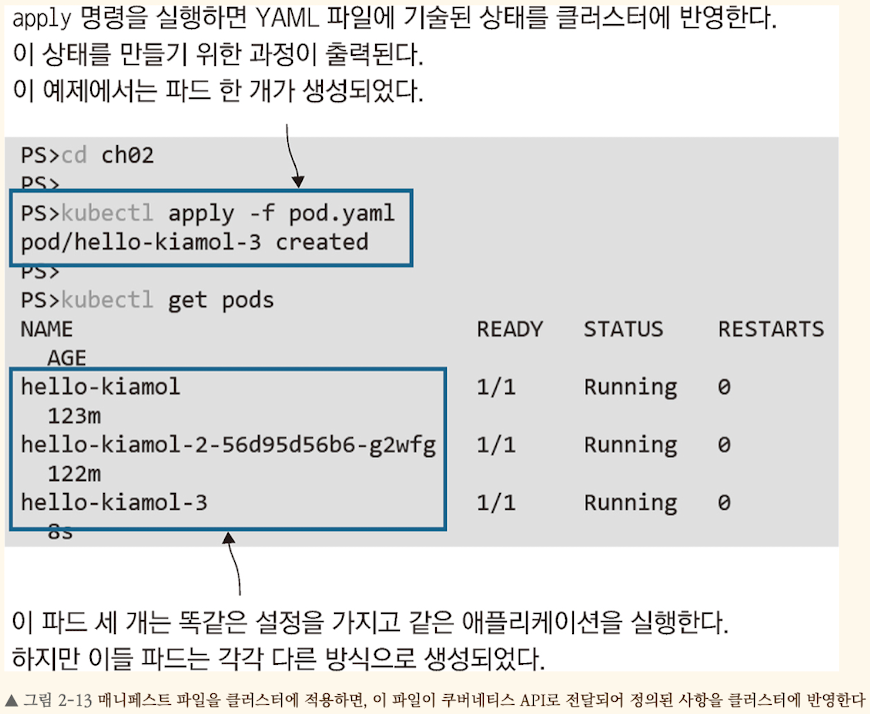 apply 명령을 실행하면 YAML 파일에 기술된 상태를 클러스터에 반영한다.
이 상태를 만들기 위한 과정이 출력된다.
이 예제에서는 파드 한 개가 생성되었다.
PS>cd ch02
PS>
PS>kubectl apply -f pod.yaml
pod/hello-kiamol-3 created
PS>
PS>kubectl get pods
NAME READY STATUS RESTARTS
AGE
hello-kiamol 1/1 Running 0
123m
hello-kiamol-2-56d95d56b6-g2wfg 1/1 Running 0
122m
hello-kiamol-3 1/1 Running 0
8s
이 파드 세 개는 똑같은 설정을 가지고 같은 애플리케이션을 실행한다.
하지만 이들 파드는 각각 다른 방식으로 생성되었다.
▲ 그림 2-13 매니페스트 파일을 클러스터에 적용하면, 이 파일이 쿠버네티스 API로 전달되어 정의된 사항을 클러스터에 반영한다